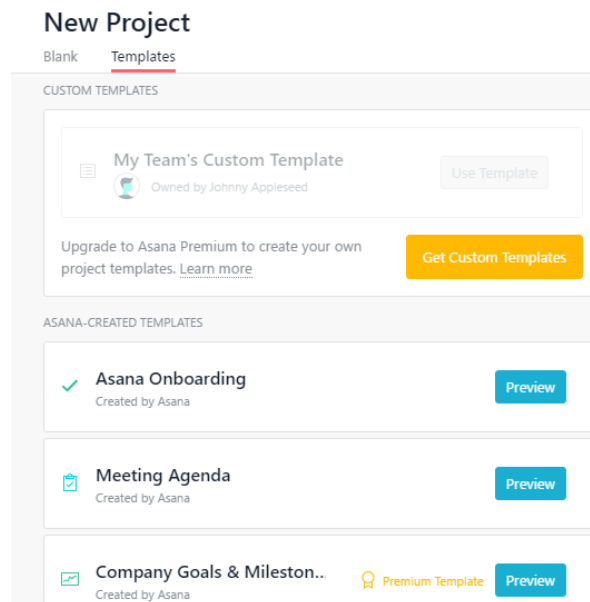 New Project
Blank Templates
CUSTOM TEMPLATES
My Team's Custom Template
Owned by Johnny Appleseed
Use Template
Upgrade to Asana Premium to create your own
project templates. Learn more
Get Custom Templates
ASANA-CREATED TEMPLATES
Asana Onboarding
Created by Asana
Preview
Meeting Agenda
Created by Asana
Preview
Company Goals & Mileston..
Created by Asana
Premium Template
Preview